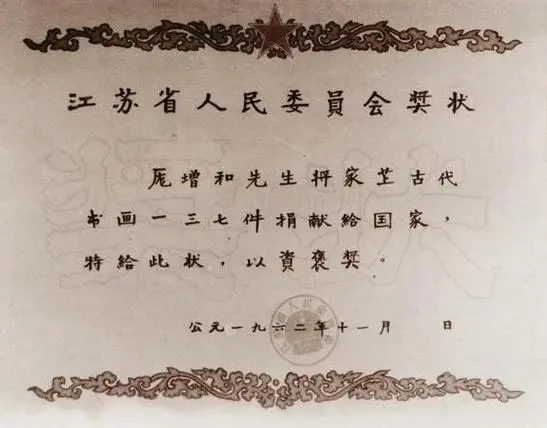 江苏省人民委員会奬状
庞增和先生将家藏古代
书画一三七件捐献給国家，
特給此状，以資褒奬。
公元一九六二年十一月　　日